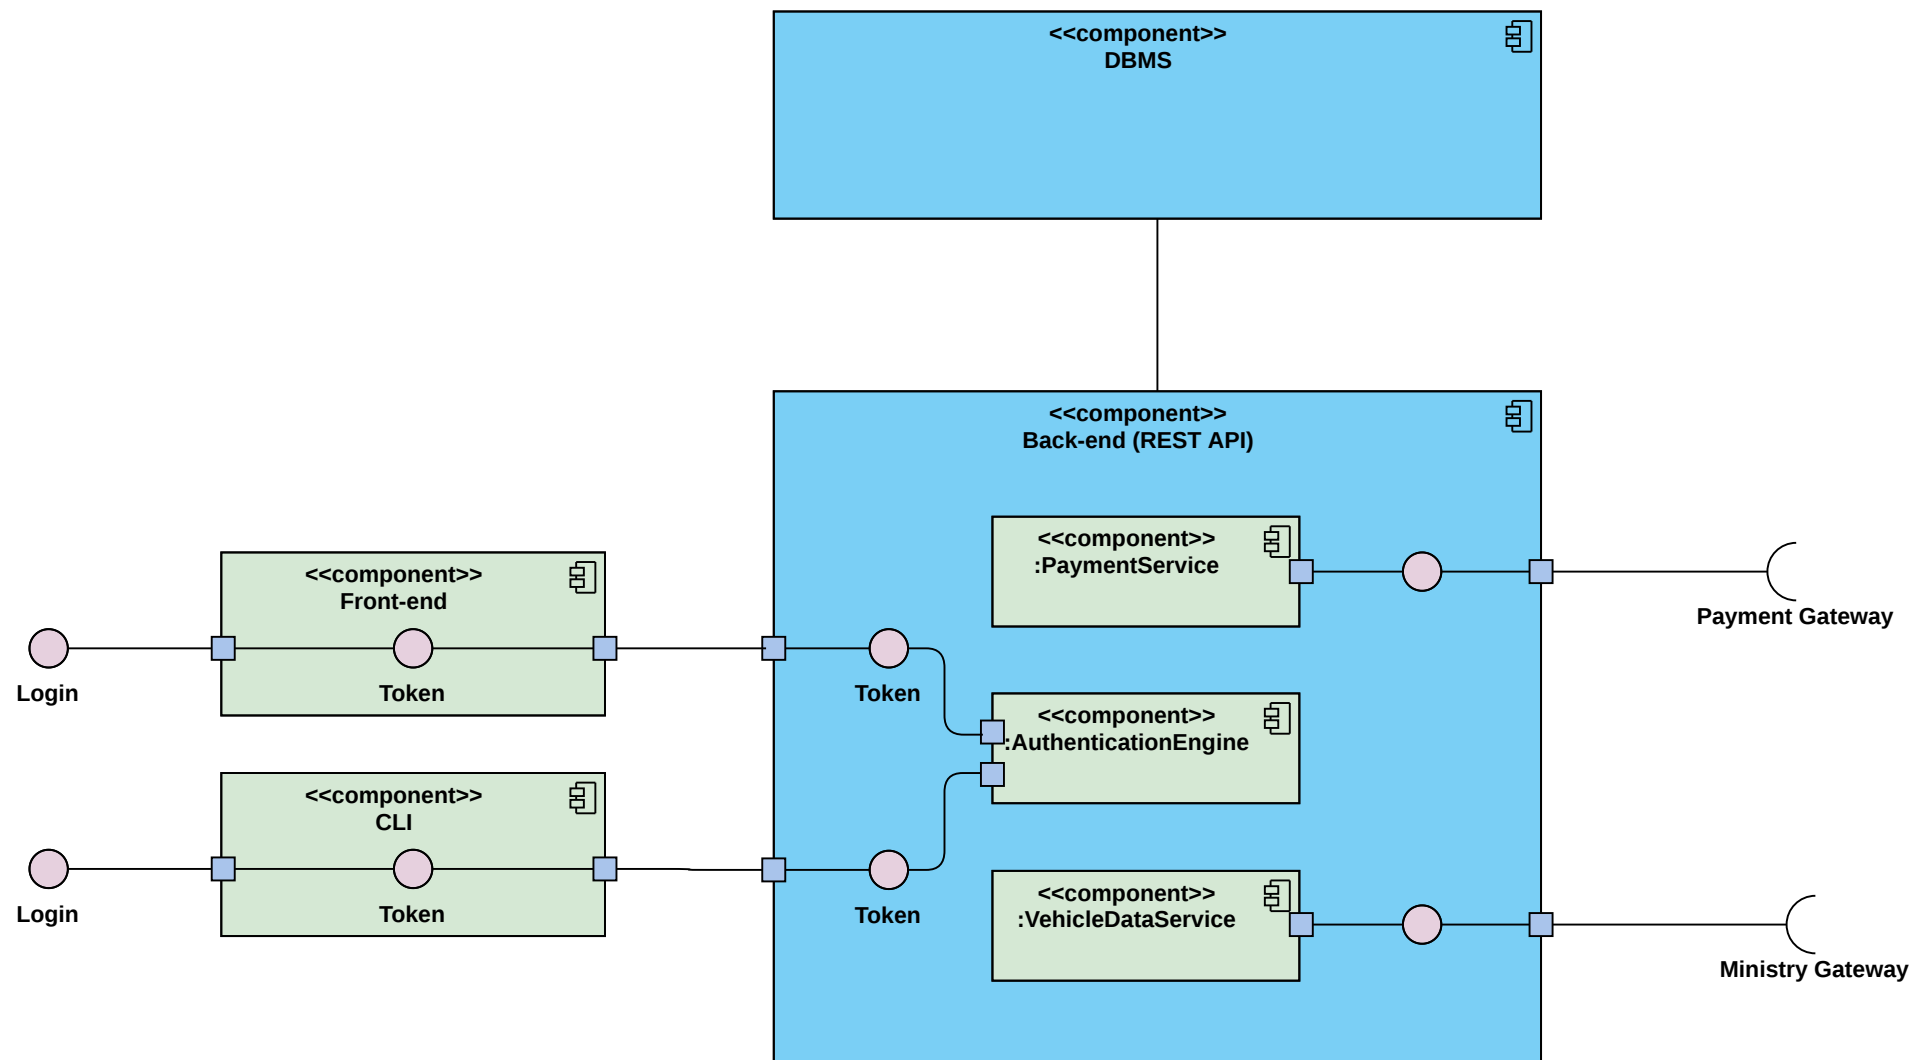 <<component>>
DBMS
<<component>>
Back-end (REST API)
<<component>>
:PaymentService
Payment Gateway
<<component>>
Front-end
Login
Token
Token
<<component>>
:AuthenticationEngine
<<component>>
CLI
Login
Token
Token
<<component>>
:VehicleDataService
Ministry Gateway